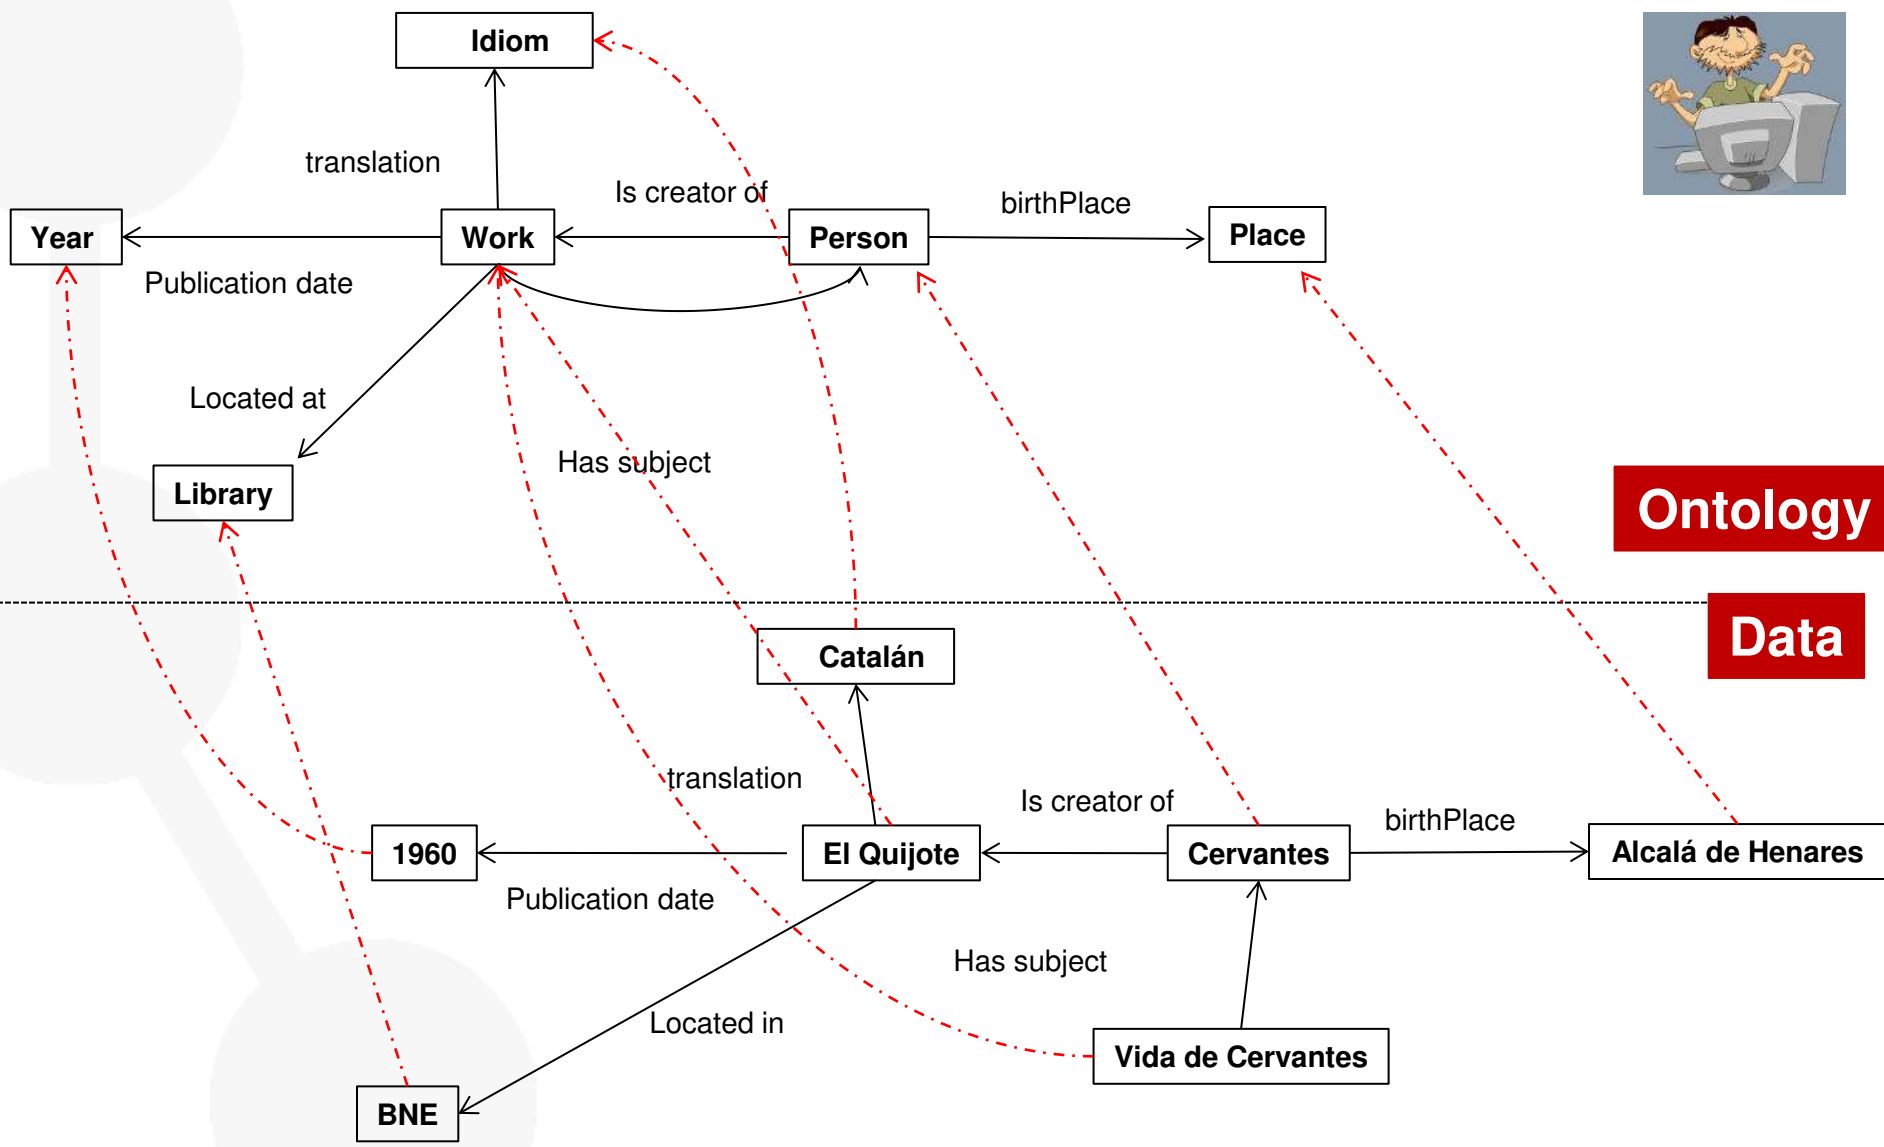 Idiom
translation
Is creator of
birthPlace
Year
Work
Person
Place
Publication date
Located at
Has subject
Library
Ontology
Data
Catalán
translation
Is creator of
birthPlace
1960
El Quijote
Cervantes
Alcalá de Henares
Publication date
Has subject
Located in
Vida de Cervantes
BNE